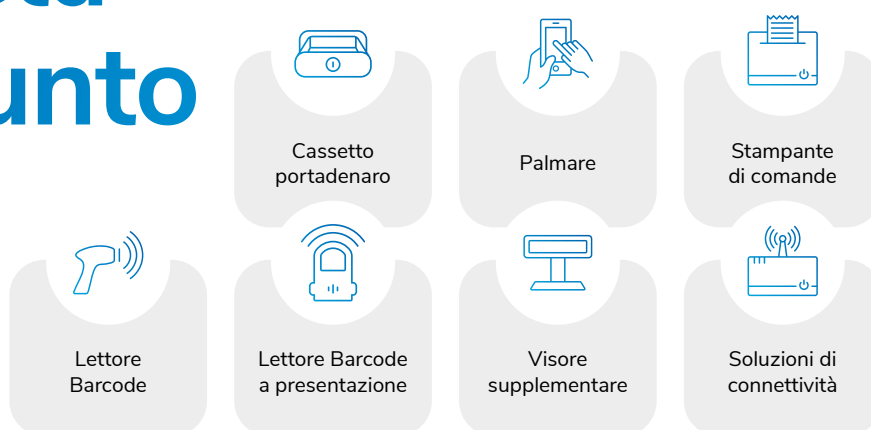 unto
Cassetto
portadenaro
Palmare
Stampante
di comande
Lettore
Barcode
Lettore Barcode
a presentazione
Visore
supplementare
Soluzioni di
connettività